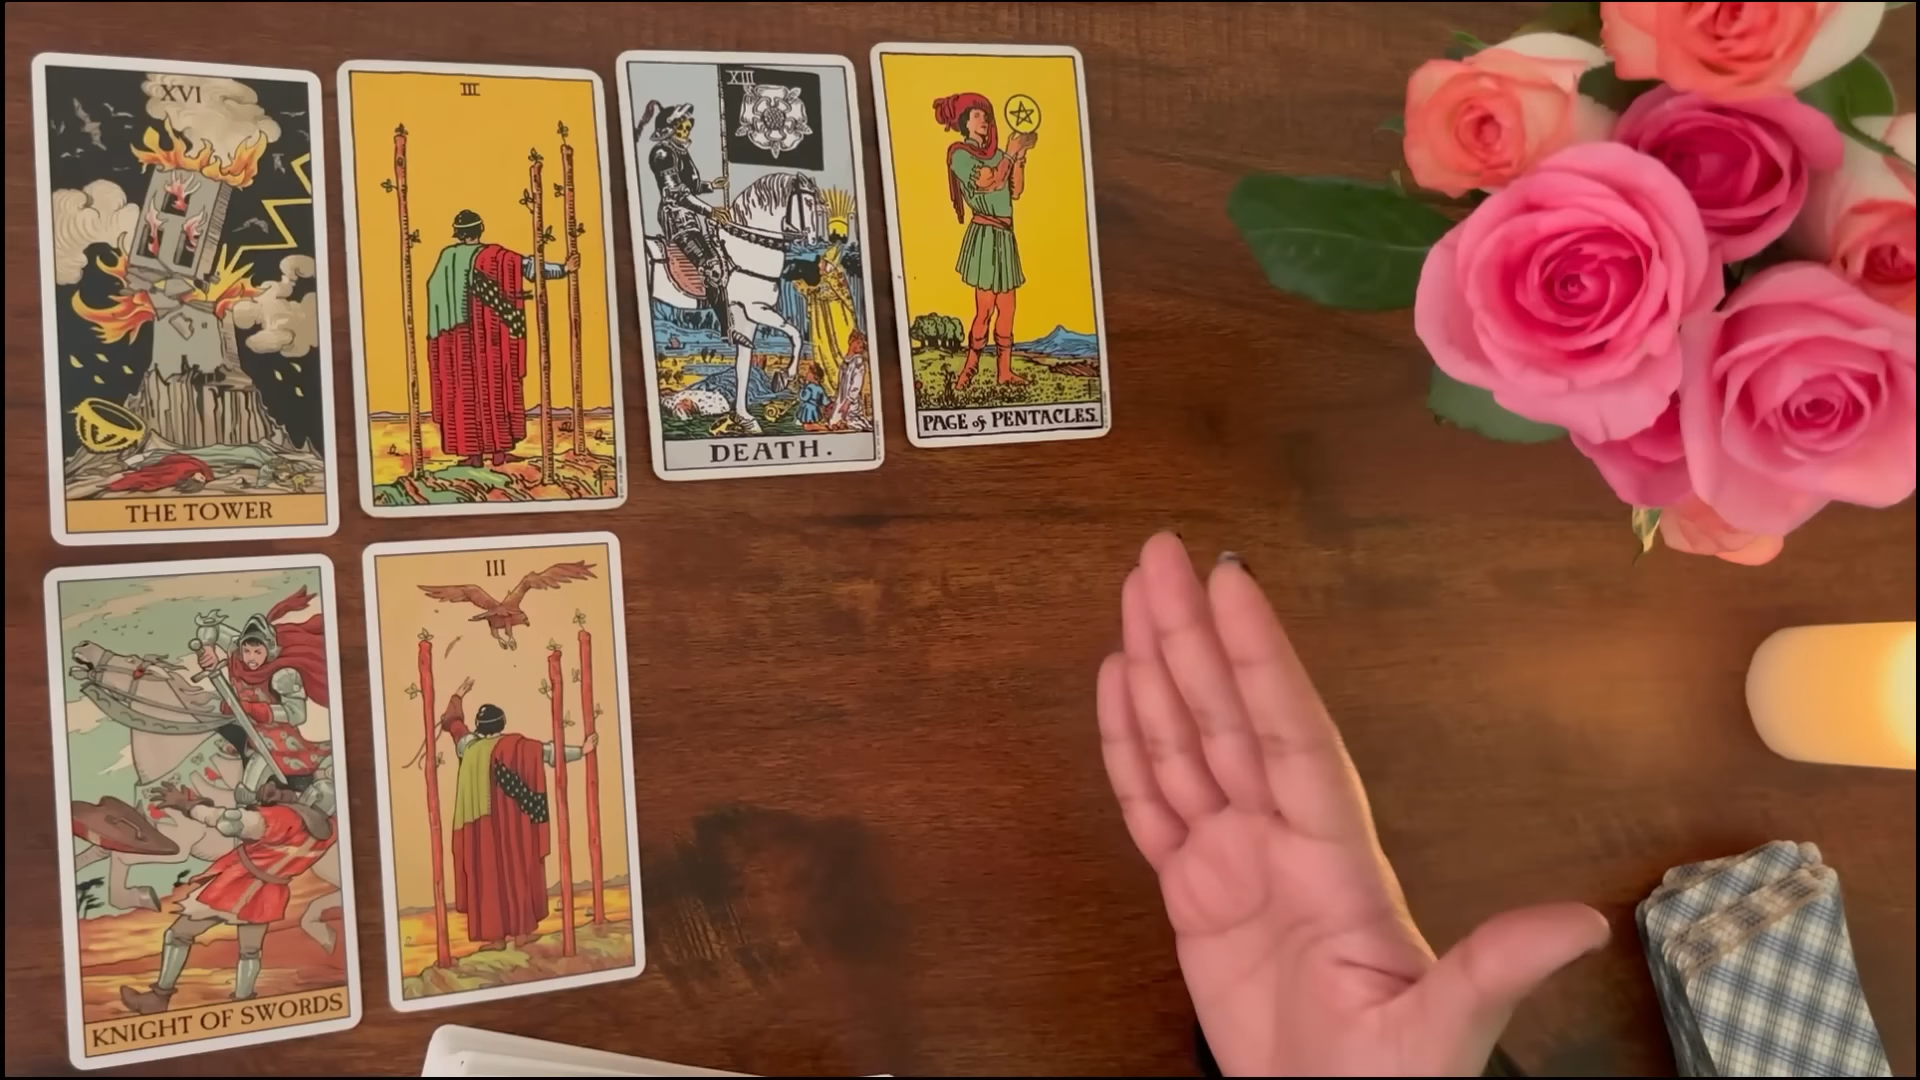 XVI
III
XIII
THE TOWER
DEATH.
PAGE of PENTACLES.
III
KNIGHT OF SWORDS